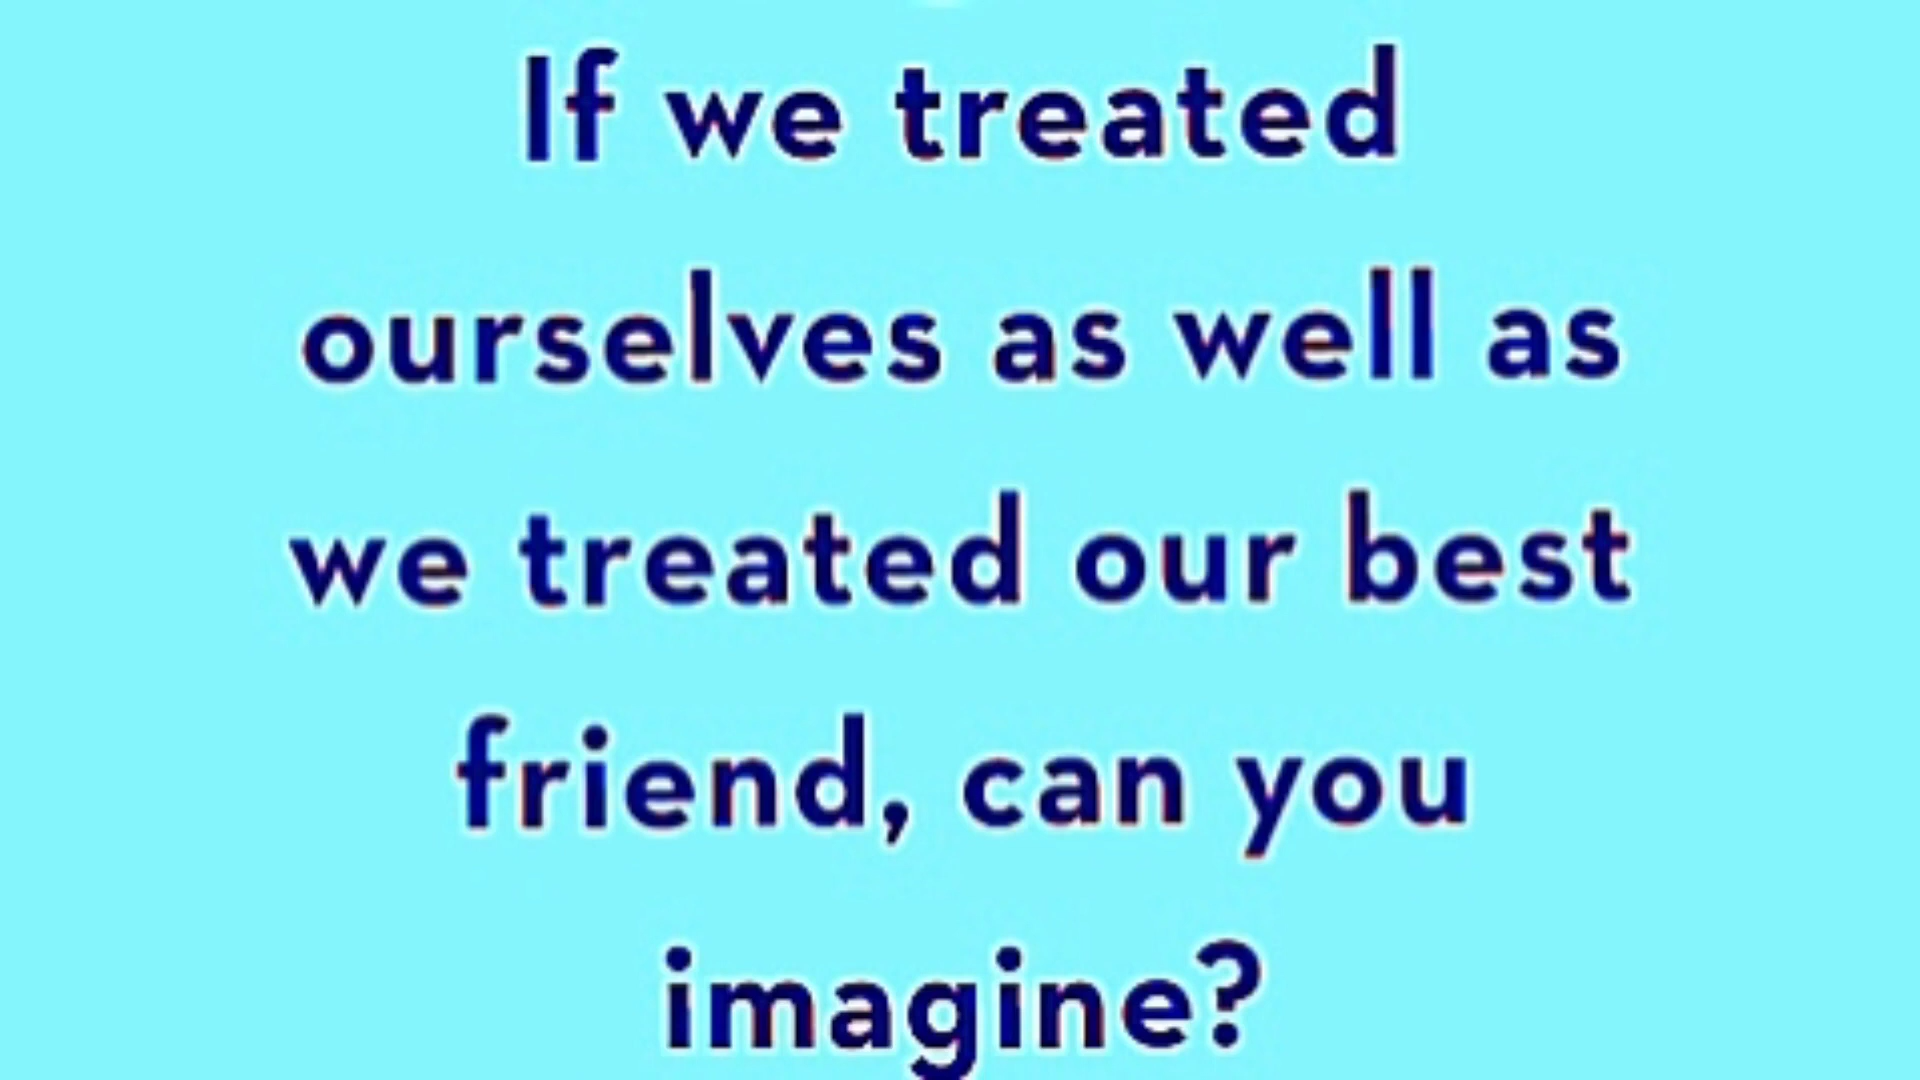 If we treated
ourselves as well as
we treated our best
friend, can you
imagine?